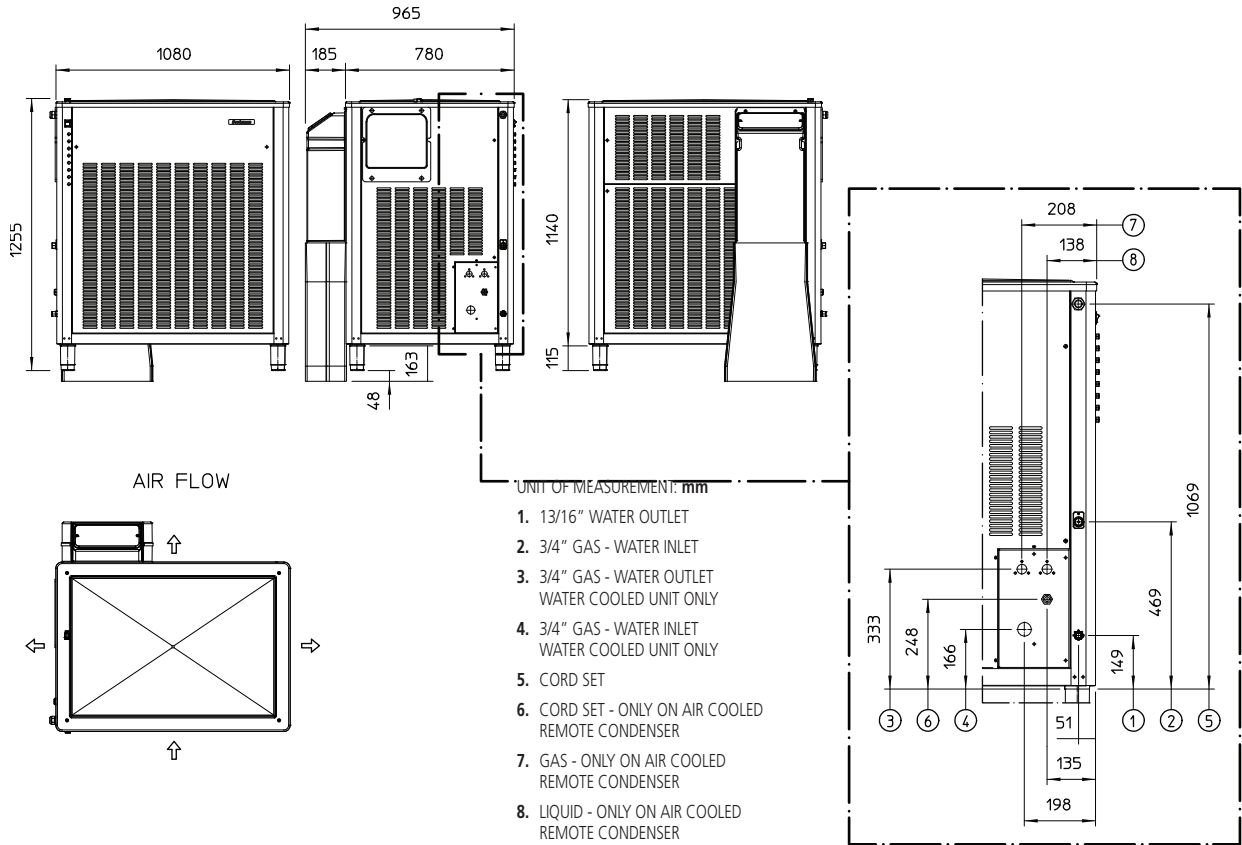 965
1080
185
780
1255
1140
115
163
48
208
7
138
8
1069
469
333
248
166
149
3
6
4
51
1
2
5
135
198
AIR FLOW
UNIT OF MEASUREMENT: mm
1. 13/16" WATER OUTLET
2. 3/4" GAS - WATER INLET
3. 3/4" GAS - WATER OUTLET
WATER COOLED UNIT ONLY
4. 3/4" GAS - WATER INLET
WATER COOLED UNIT ONLY
5. CORD SET
6. CORD SET - ONLY ON AIR COOLED
REMOTE CONDENSER
7. GAS - ONLY ON AIR COOLED
REMOTE CONDENSER
8. LIQUID - ONLY ON AIR COOLED
REMOTE CONDENSER